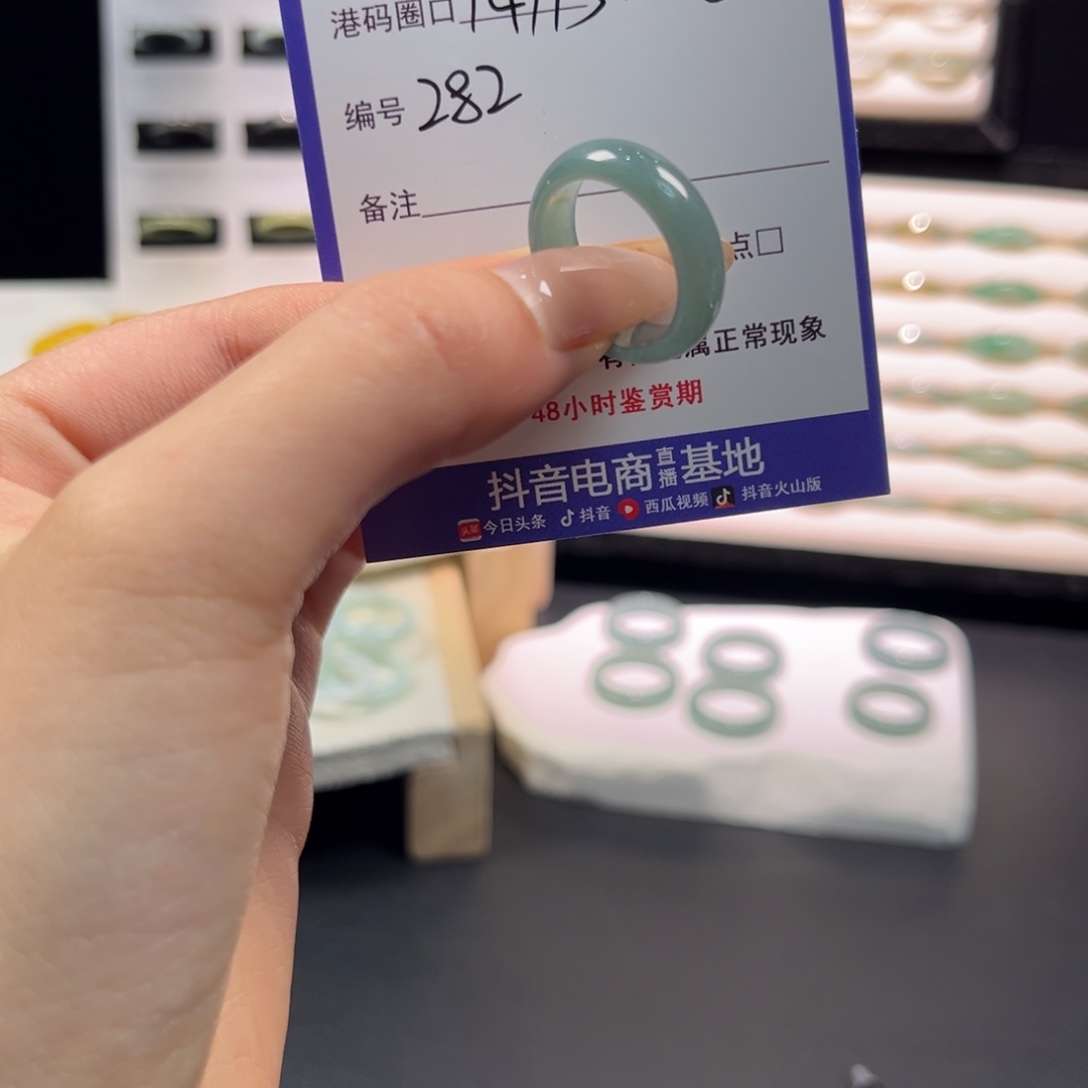 港码圈口
编号 282
备注
点□
属正常现象
48小时鉴赏期
抖音电商直播基地
今日头条 抖音 西瓜视频 抖音火山版